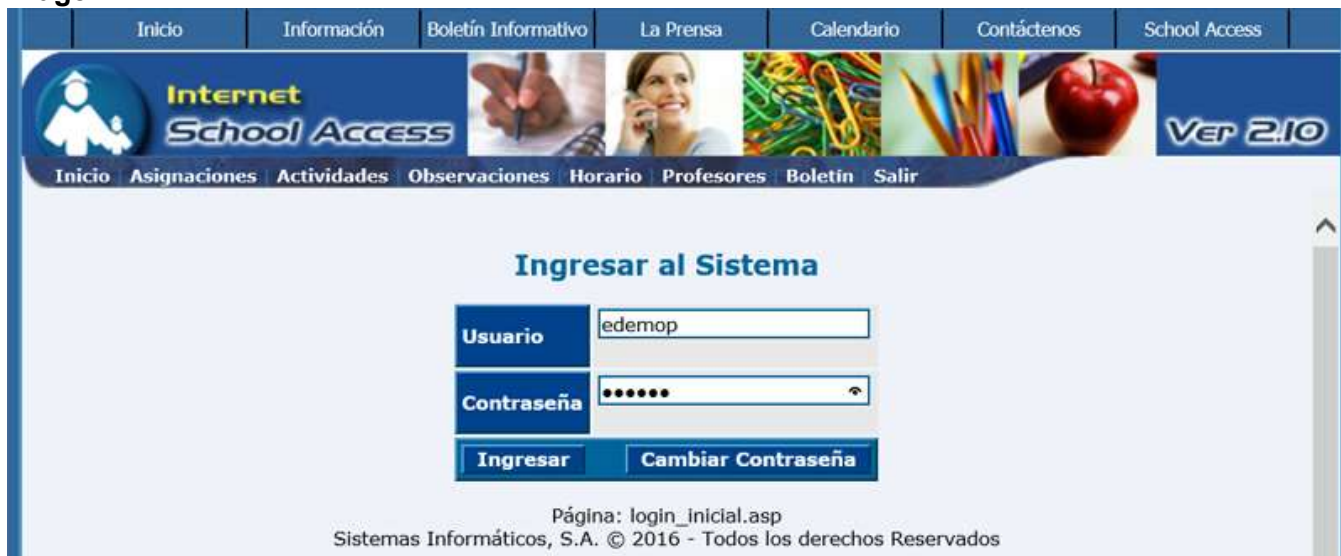 Inicio Información Boletín Informativo La Prensa Calendario Contáctenos School Access
Internet
School Access
Ver 2.10
Inicio Asignaciones Actividades Observaciones Horario Profesores Boletín Salir
Ingresar al Sistema
Usuario edemop
Contraseña ••••••
Ingresar Cambiar Contraseña
Página: login_inicial.asp
Sistemas Informáticos, S.A. © 2016 - Todos los derechos Reservados